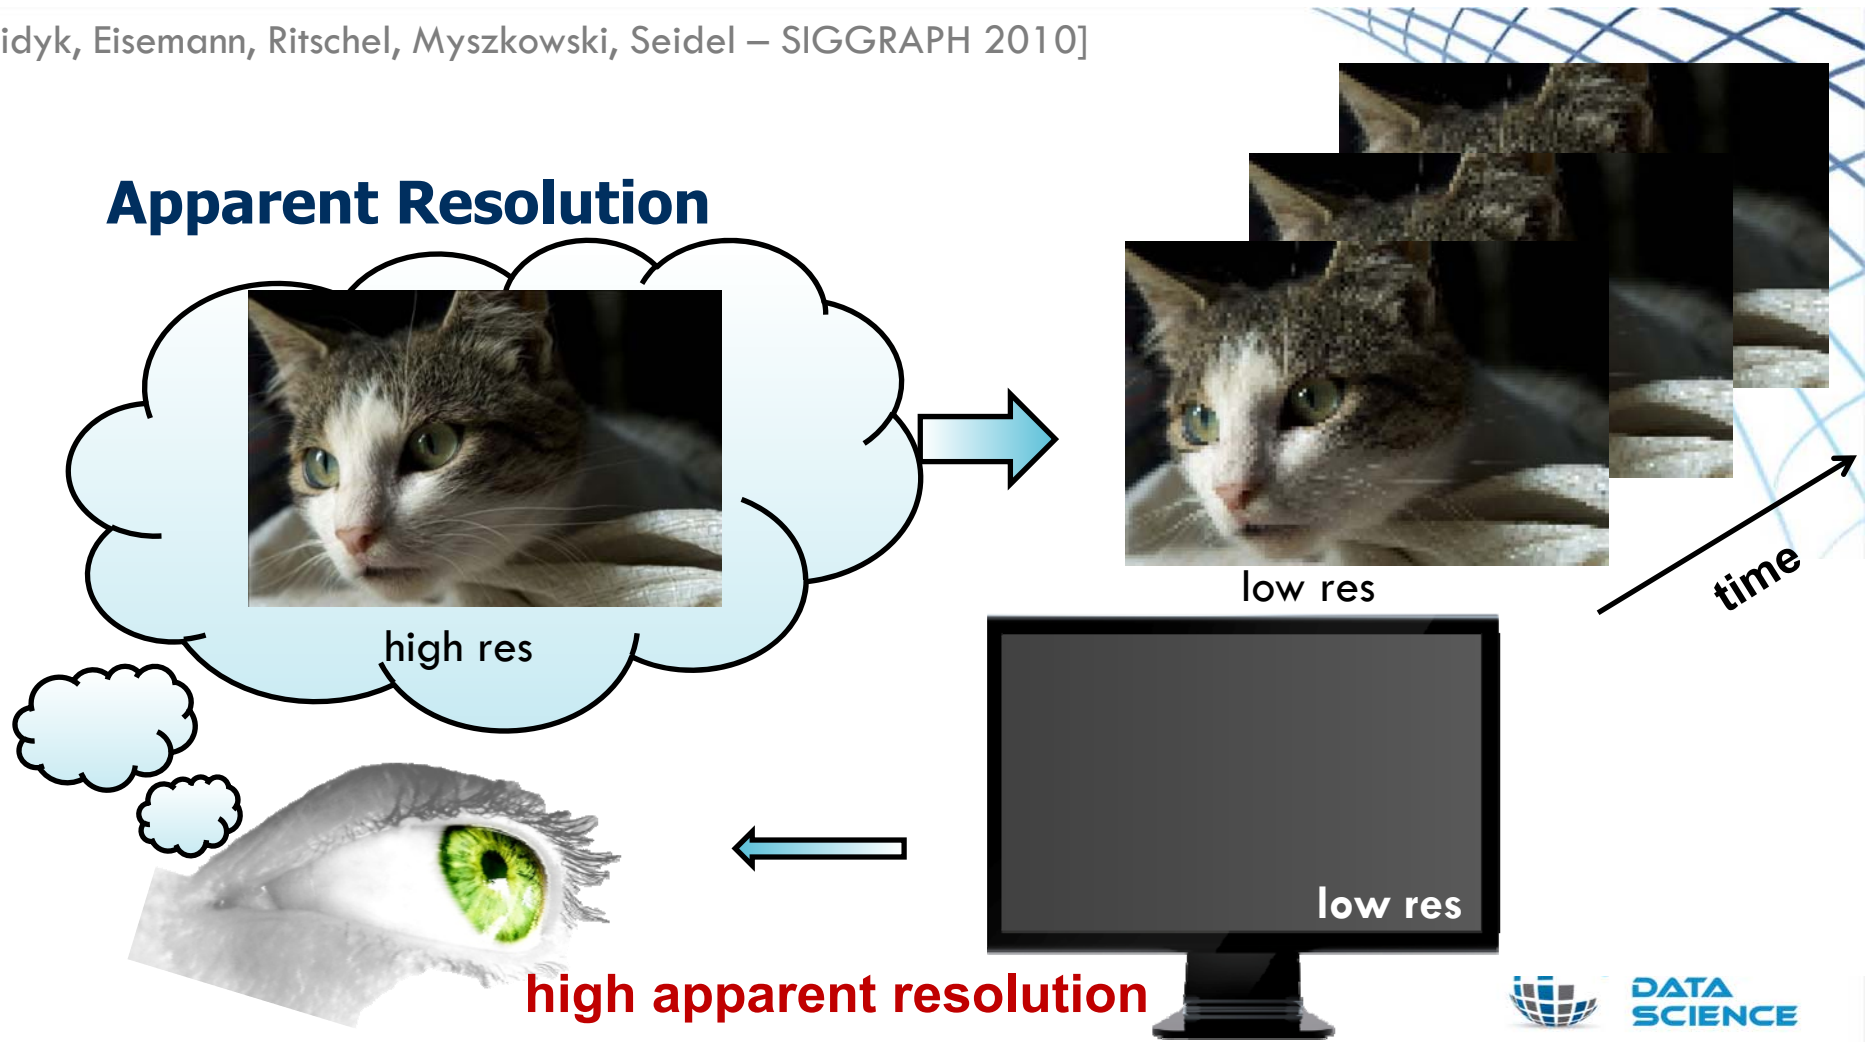 idyk, Eisemann, Ritschel, Myszkowski, Seidel – SIGGRAPH 2010]
Apparent Resolution
high res
low res
time
low res
high apparent resolution
DATA
SCIENCE